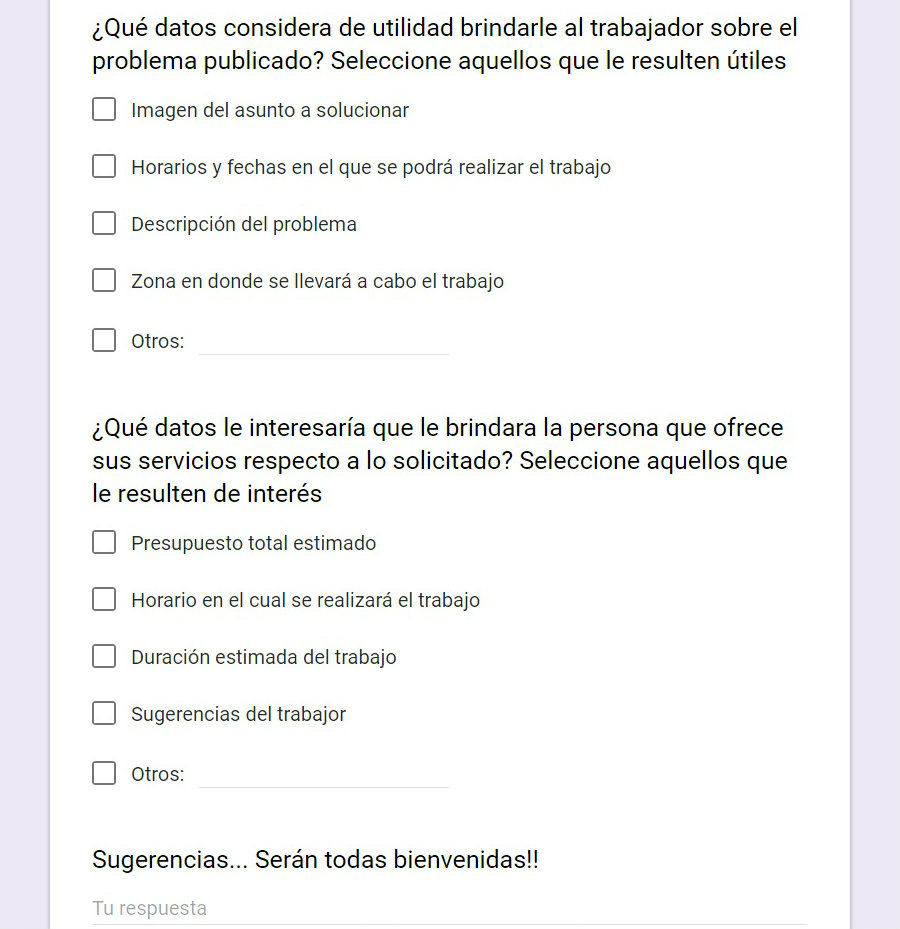 ¿Qué datos considera de utilidad brindarle al trabajador sobre el
problema publicado? Seleccione aquellos que le resulten útiles
Imagen del asunto a solucionar
Horarios y fechas en el que se podrá realizar el trabajo
Descripción del problema
Zona en donde se llevará a cabo el trabajo
Otros:
¿Qué datos le interesaría que le brindara la persona que ofrece
sus servicios respecto a lo solicitado? Seleccione aquellos que
le resulten de interés
Presupuesto total estimado
Horario en el cual se realizará el trabajo
Duración estimada del trabajo
Sugerencias del trabajor
Otros:
Sugerencias... Serán todas bienvenidas!!
Tu respuesta